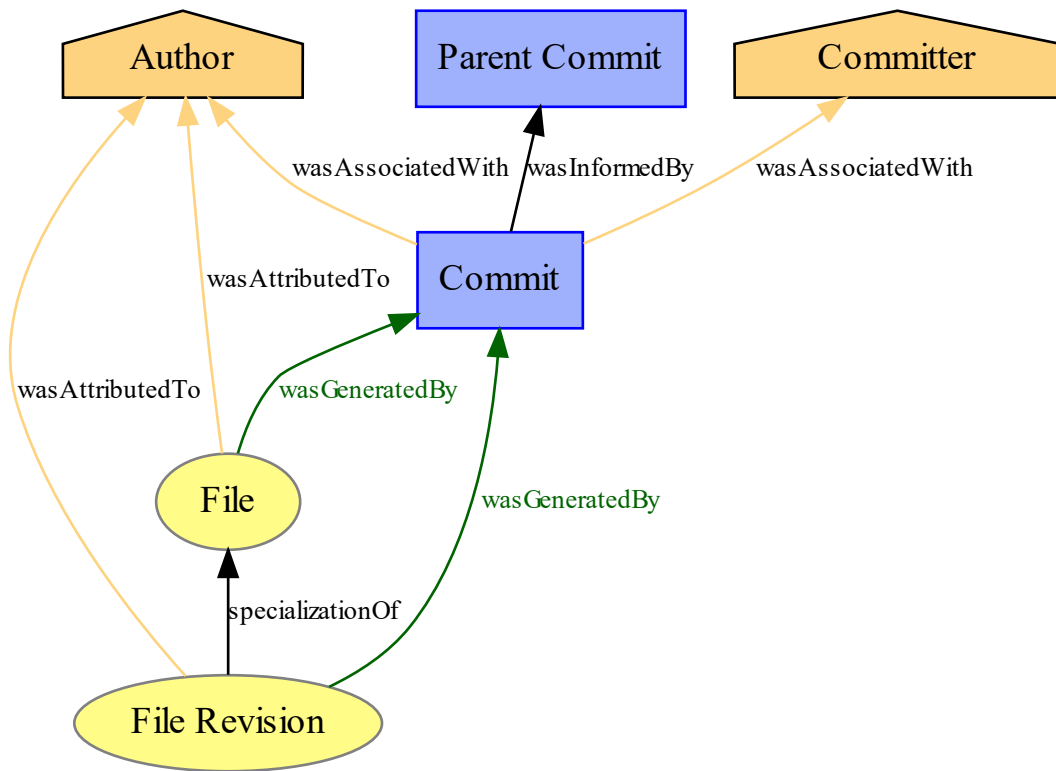 Author
Parent Commit
Committer
wasAssociatedWith
wasInformedBy
wasAssociatedWith
Commit
wasAttributedTo
wasAttributedTo
wasGeneratedBy
File
wasGeneratedBy
specializationOf
File Revision